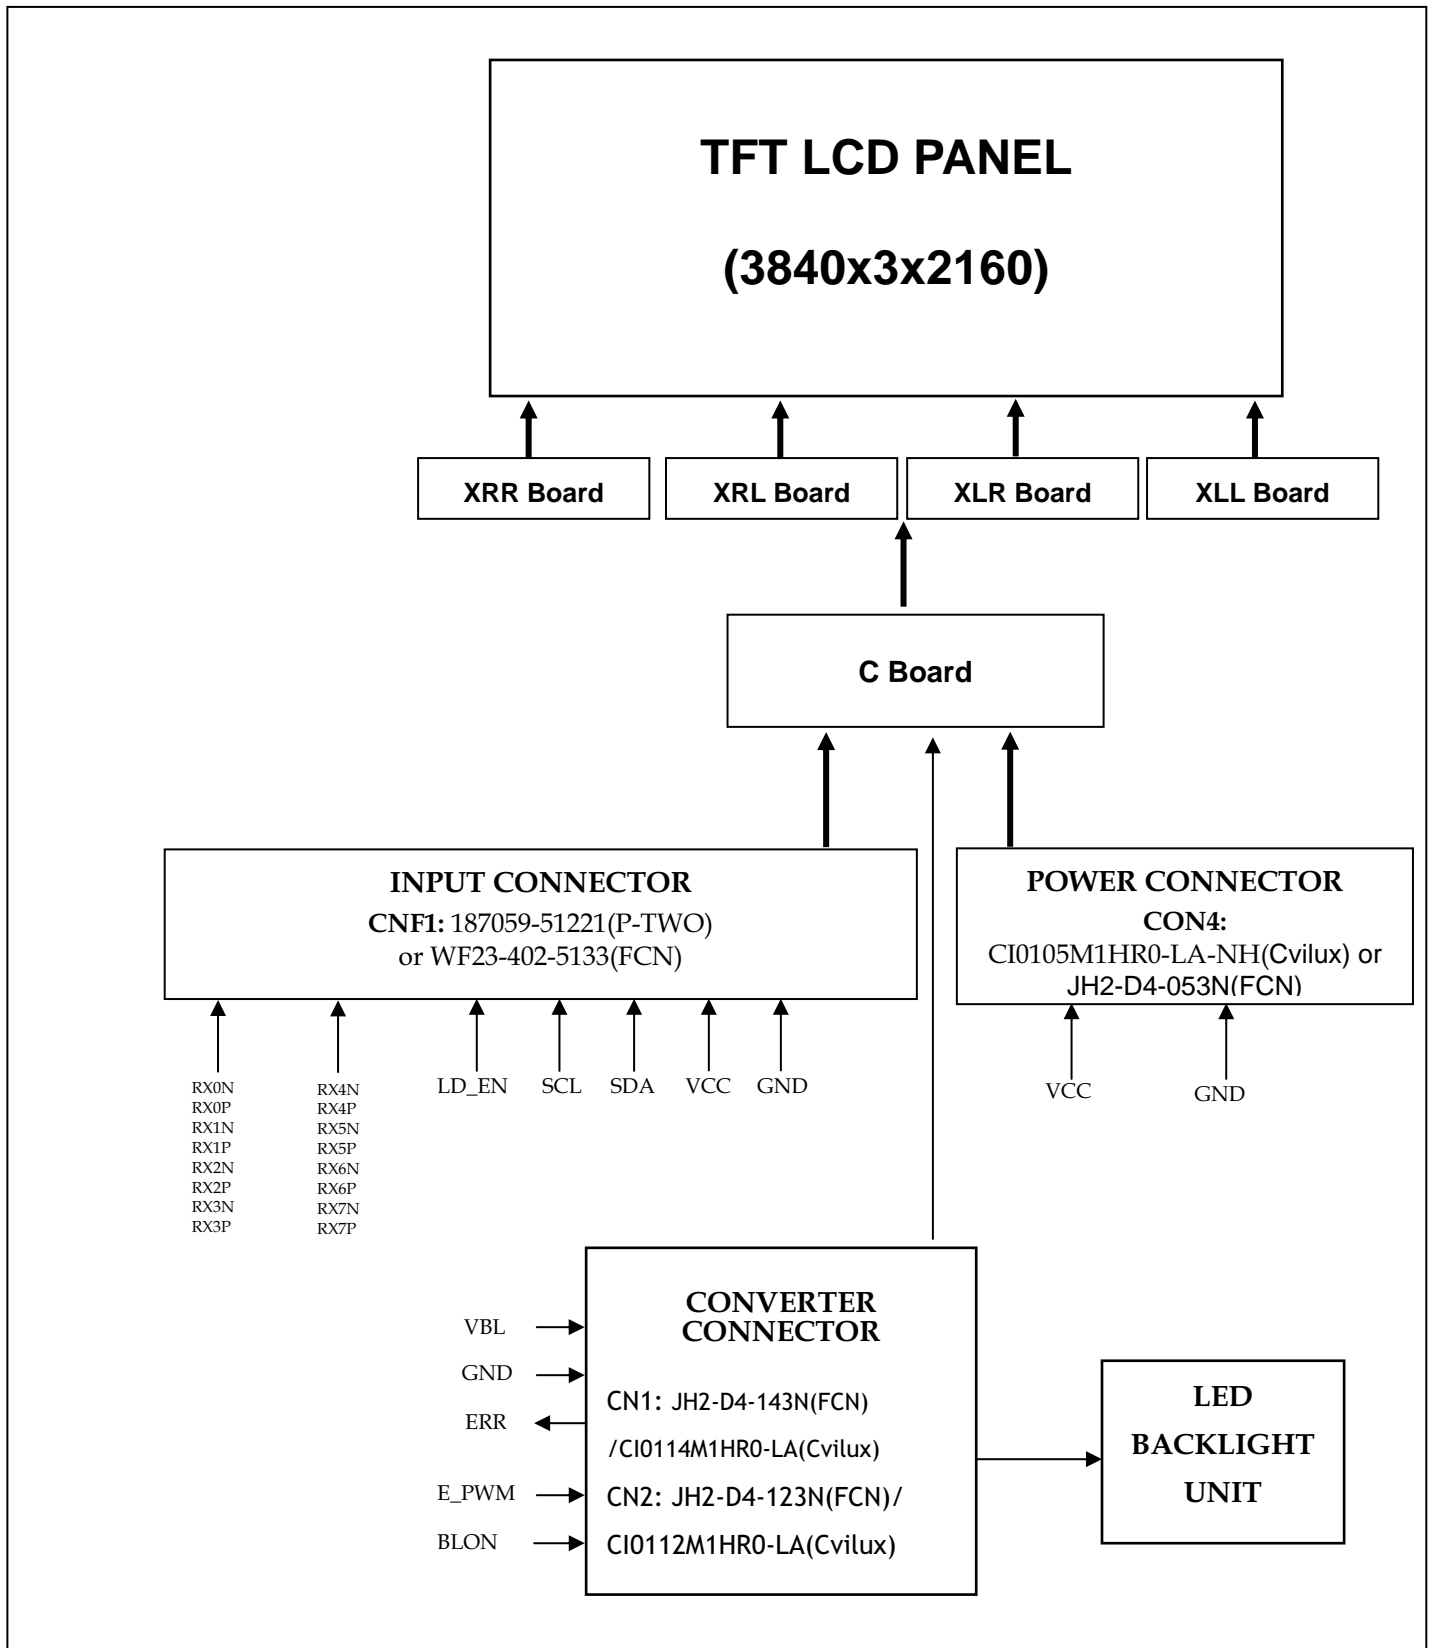 TFT LCD PANEL
(3840x3x2160)
XRR Board
XRL Board
XLR Board
XLL Board
C Board
INPUT CONNECTOR
CNF1: 187059-51221(P-TWO)
or WF23-402-5133(FCN)
POWER CONNECTOR
CON4:
CI0105M1HR0-LA-NH(Cvilux) or
JH2-D4-053N(FCN)
RX0N
RX0P
RX1N
RX1P
RX2N
RX2P
RX3N
RX3P
RX4N
RX4P
RX5N
RX5P
RX6N
RX6P
RX7N
RX7P
LD_EN
SCL
SDA
VCC
GND
VCC
GND
VBL
GND
ERR
E_PWM
BLON
CONVERTER
CONNECTOR
CN1: JH2-D4-143N(FCN)
/CI0114M1HR0-LA(Cvilux)
CN2: JH2-D4-123N(FCN)/
CI0112M1HR0-LA(Cvilux)
LED
BACKLIGHT
UNIT